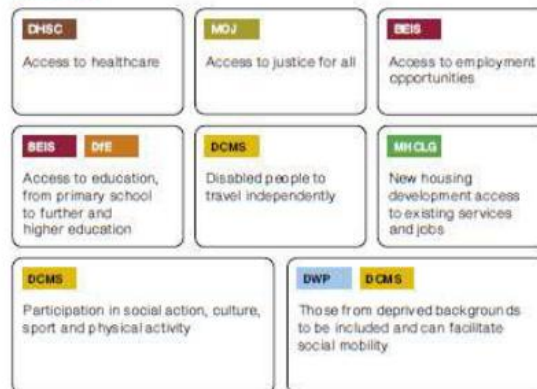 DHSC
Access to healthcare
MOJ
Access to justice for all
BEIS
Access to employment
opportunities
BEIS DfE
Access to education,
from primary school
to further and
higher education
DCMS
Disabled people to
travel independently
MHCLG
New housing
development access
to existing services
and jobs
DCMS
Participation in social action, culture,
sport and physical activity
DWP DCMS
Those from deprived backgrounds
to be included and can facilitate
social mobility